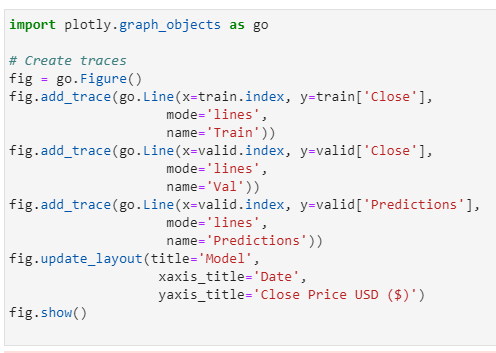 import plotly.graph_objects as go

# Create traces
fig = go.Figure()
fig.add_trace(go.Line(x=train.index, y=train['Close'],
                    mode='lines',
                    name='Train'))
fig.add_trace(go.Line(x=valid.index, y=valid['Close'],
                    mode='lines',
                    name='Val'))
fig.add_trace(go.Line(x=valid.index, y=valid['Predictions'],
                    mode='lines',
                    name='Predictions'))
fig.update_layout(title='Model',
                   xaxis_title='Date',
                   yaxis_title='Close Price USD ($)')
fig.show()